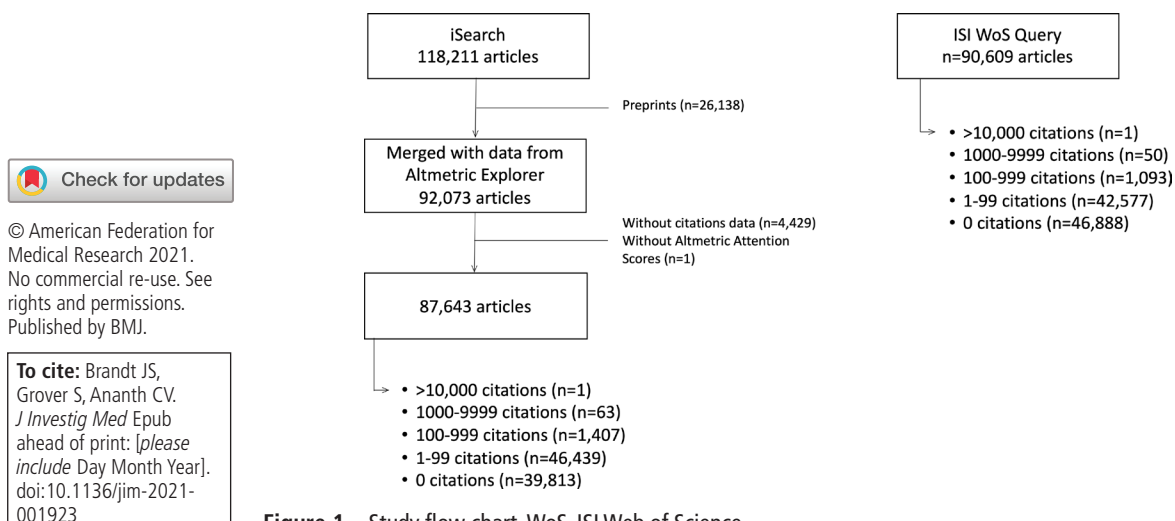 Check for updates
© American Federation for
Medical Research 2021.
No commercial re-use. See
rights and permissions.
Published by BMJ.
To cite: Brandt JS,
Grover S, Ananth CV.
J Investig Med Epub
ahead of print: [please
include Day Month Year].
doi:10.1136/jim-2021-
001923
iSearch
118,211 articles
Preprints (n=26,138)
Merged with data from
Altmetric Explorer
92,073 articles
Without citations data (n=4,429)
Without Altmetric Attention
Scores (n=1)
87,643 articles
• >10,000 citations (n=1)
• 1000-9999 citations (n=63)
• 100-999 citations (n=1,407)
• 1-99 citations (n=46,439)
• 0 citations (n=39,813)
ISI WoS Query
n=90,609 articles
• >10,000 citations (n=1)
• 1000-9999 citations (n=50)
• 100-999 citations (n=1,093)
• 1-99 citations (n=42,577)
• 0 citations (n=46,888)
Figure 1 Study flow chart. WoS, ISI Web of Science.